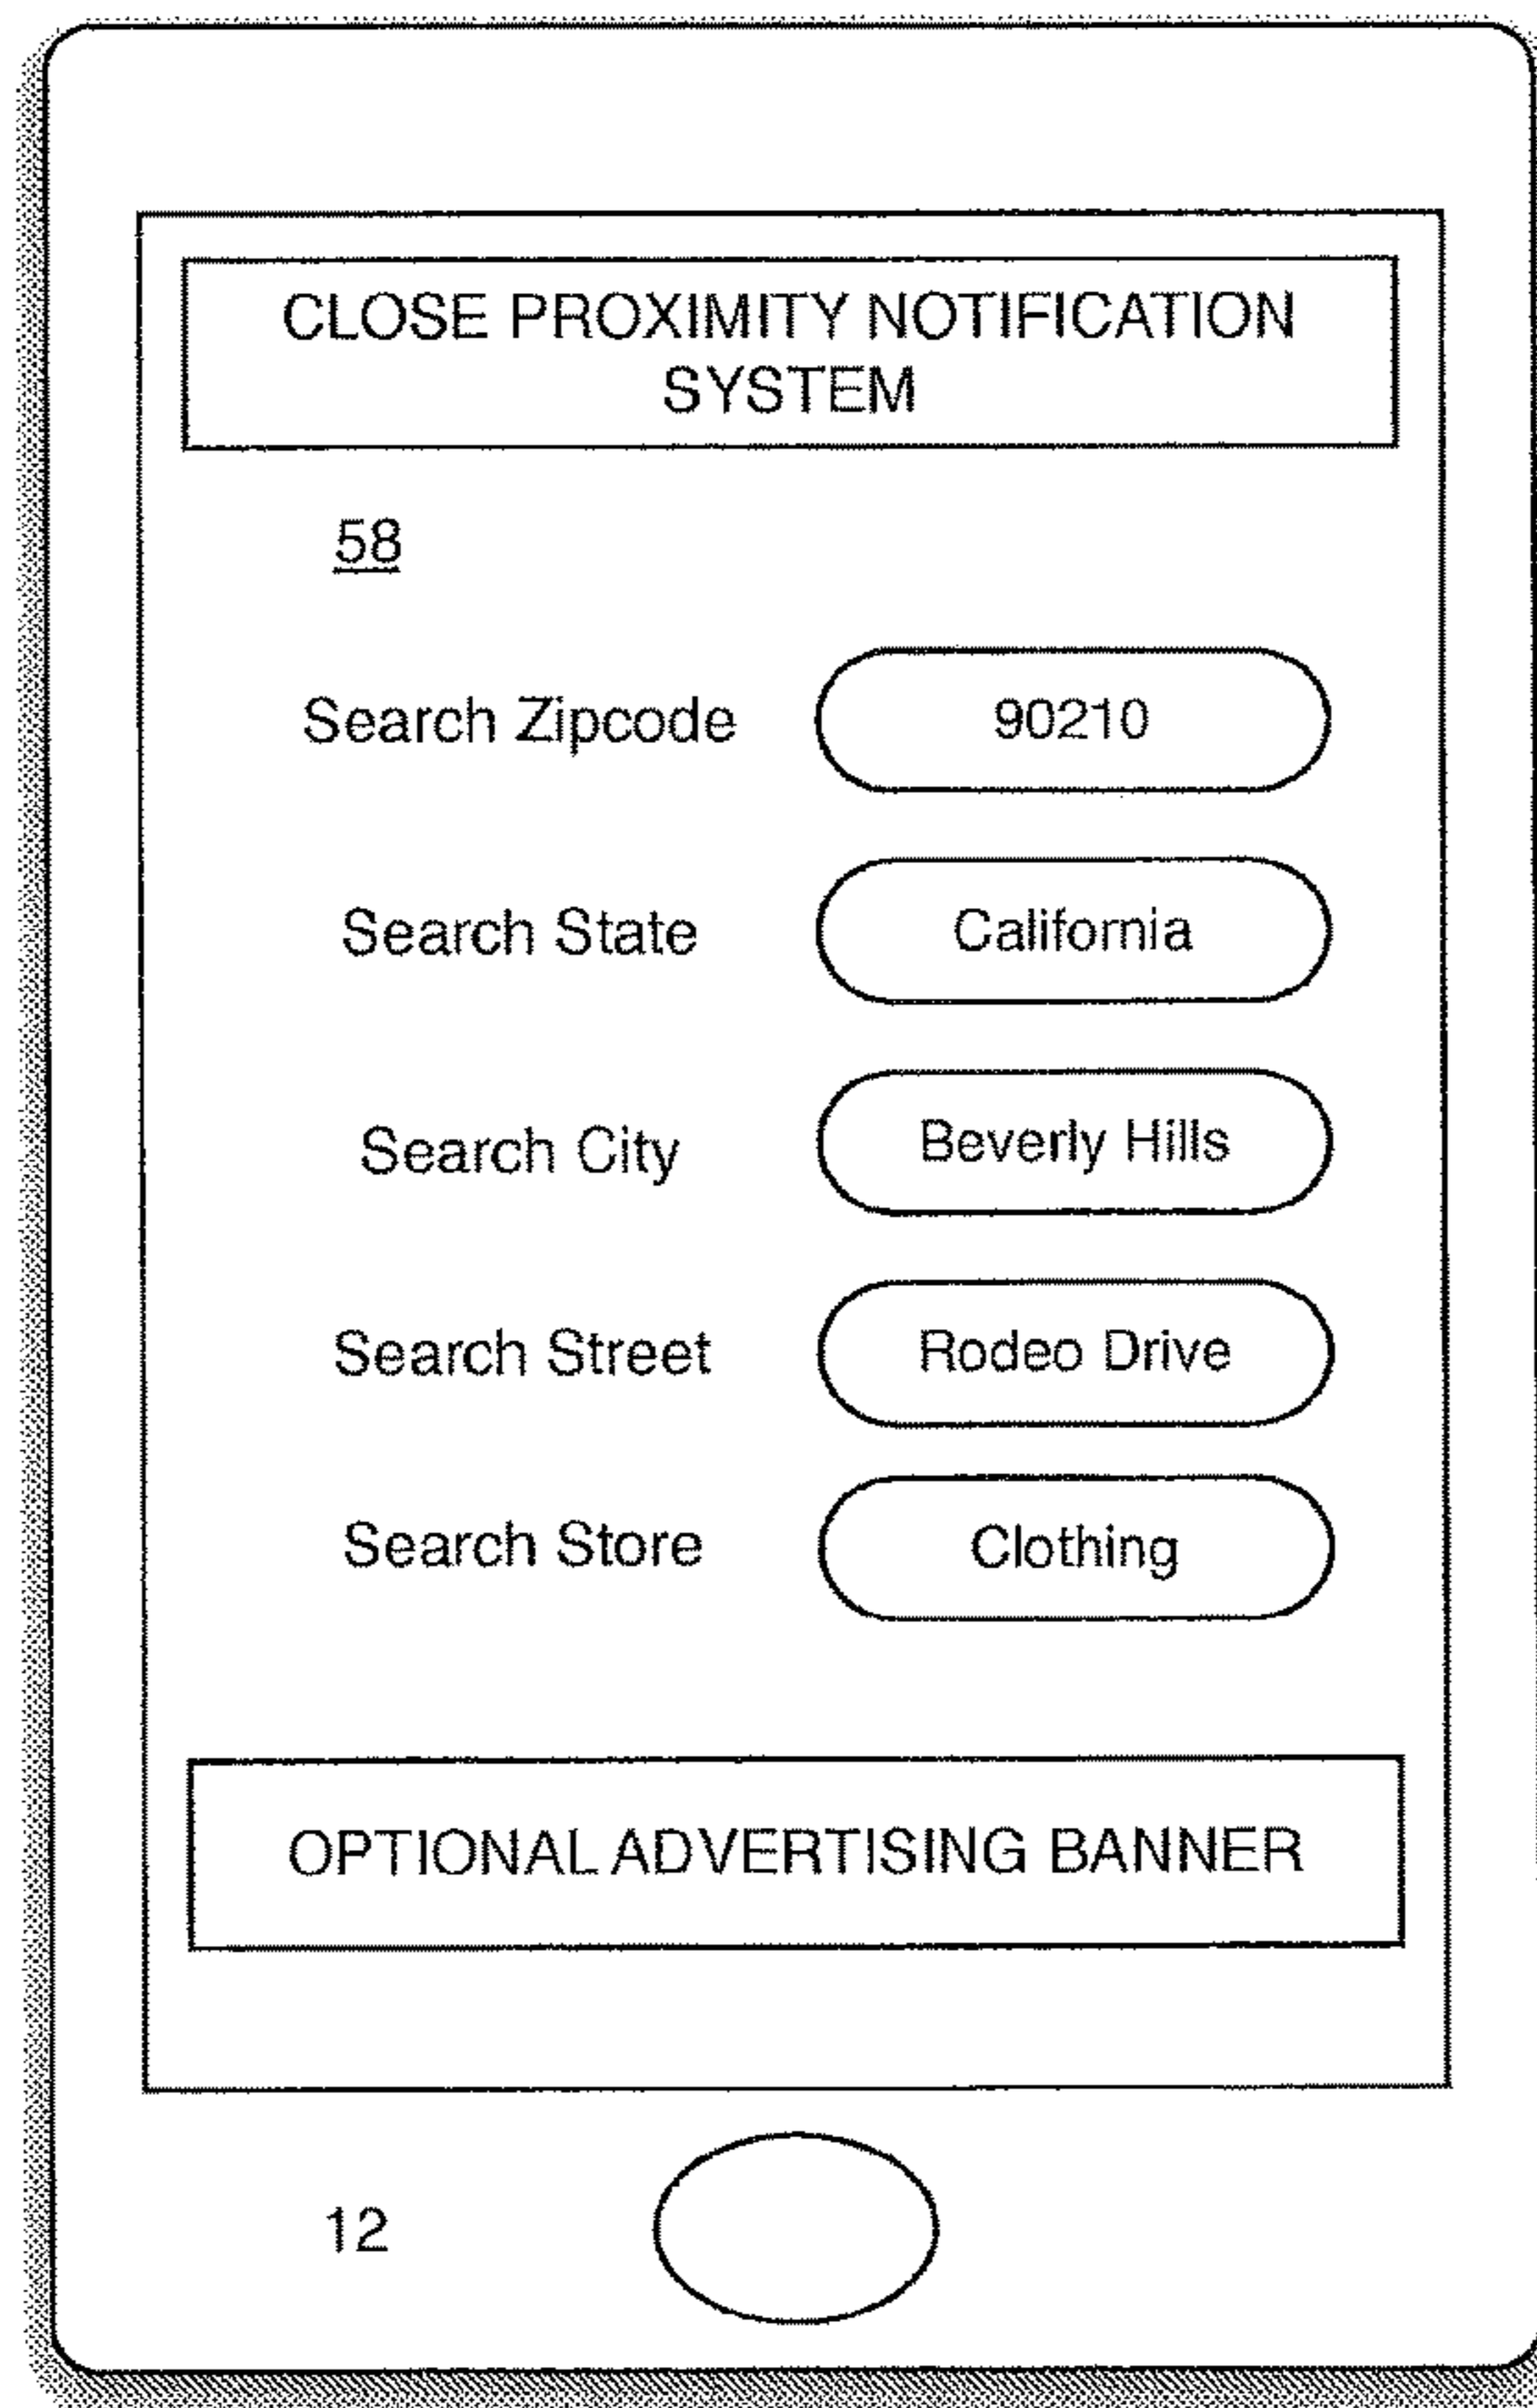 CLOSE PROXIMITY NOTIFICATION
SYSTEM
58
Search Zipcode 90210
Search State California
Search City Beverly Hills
Search Street Rodeo Drive
Search Store Clothing
OPTIONAL ADVERTISING BANNER
12